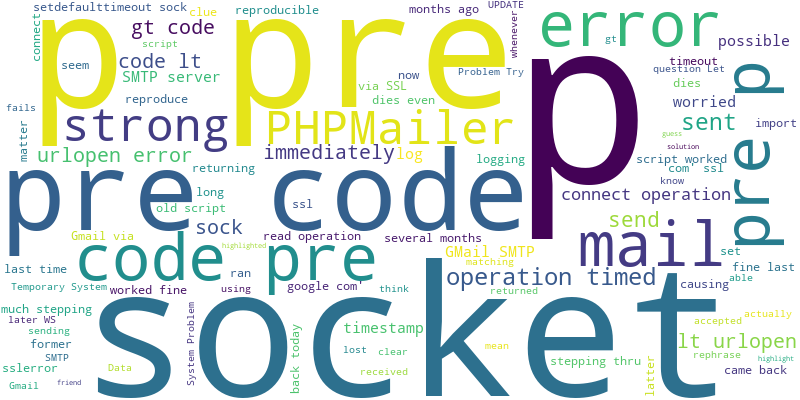 setdefaulttimeout sock
clue
reproducible
months ago
UPDATE
connect
gt code
script
p pre
whenever
error
gt
possible
seem
code lt
SMTP server
via SSL
now
Problem Try
timeout
question Let
dies
pre p
fails
reproduce
dies even
p
worried
matter
strong
PHPMailer
sent
import
guess
urlopen error
immediately
log
solution
returning
logging
script worked
com ssl
pre code
long
old script
ssl
know
connect operation
sock
send
Gmail via
highlighted
read operation
several months
GMail SMTP
mail
set
last time
code pre
matching
fine last
able
Temporary System
worked fine
ran
using
google com
think
returned
operation timed
causing
much stepping
later WS
sending
former
SMTP
sslerror
Data
Gmail
friend
System Problem
socket
back today
timestamp
lost
clear
received
mean
stepping thru
latter
accepted
actually
lt urlopen
rephrase
highlight
came back